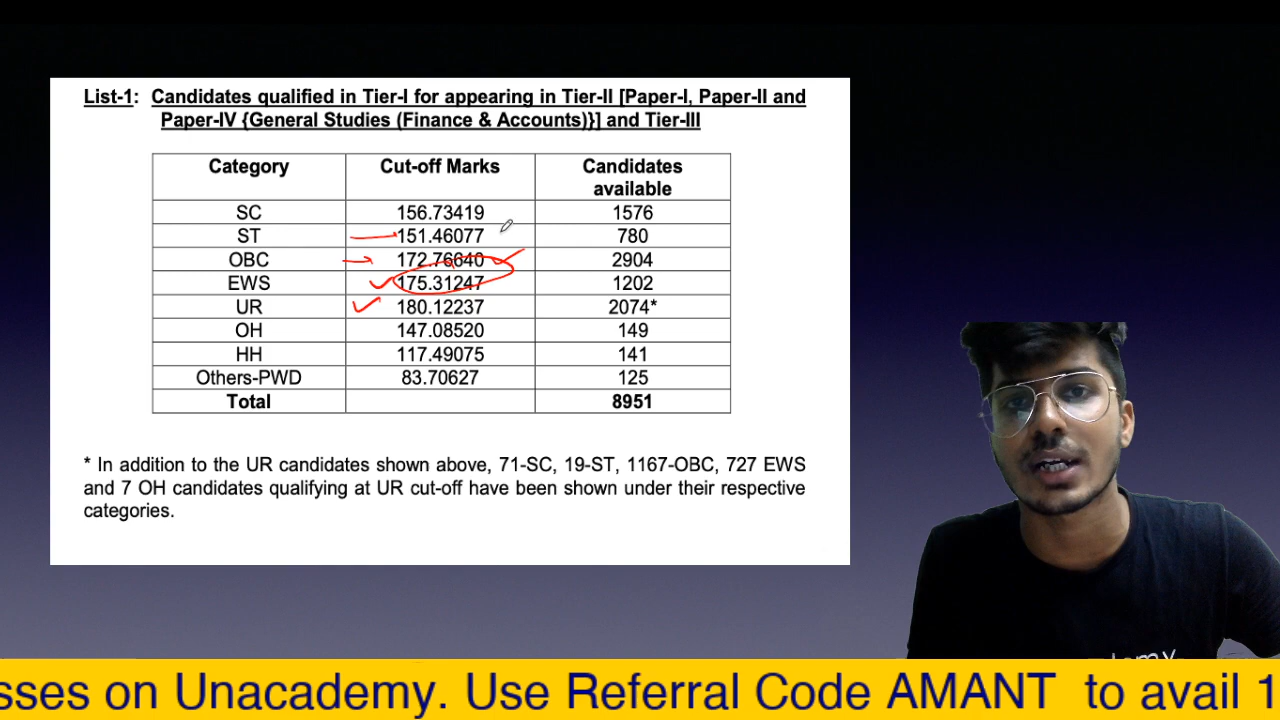 List-1: Candidates qualified in Tier-I for appearing in Tier-II [Paper-I, Paper-II and
Paper-IV {General Studies (Finance & Accounts)}] and Tier-III
Category Cut-off Marks Candidates
available
SC 156.73419 1576
ST 151.46077 780
OBC 172.76640 2904
EWS 175.31247 1202
UR 180.12237 2074*
OH 147.08520 149
HH 117.49075 141
Others-PWD 83.70627 125
Total 8951
* In addition to the UR candidates shown above, 71-SC, 19-ST, 1167-OBC, 727 EWS
and 7 OH candidates qualifying at UR cut-off have been shown under their respective
categories.
sses on Unacademy. Use Referral Code AMANT to avail 1